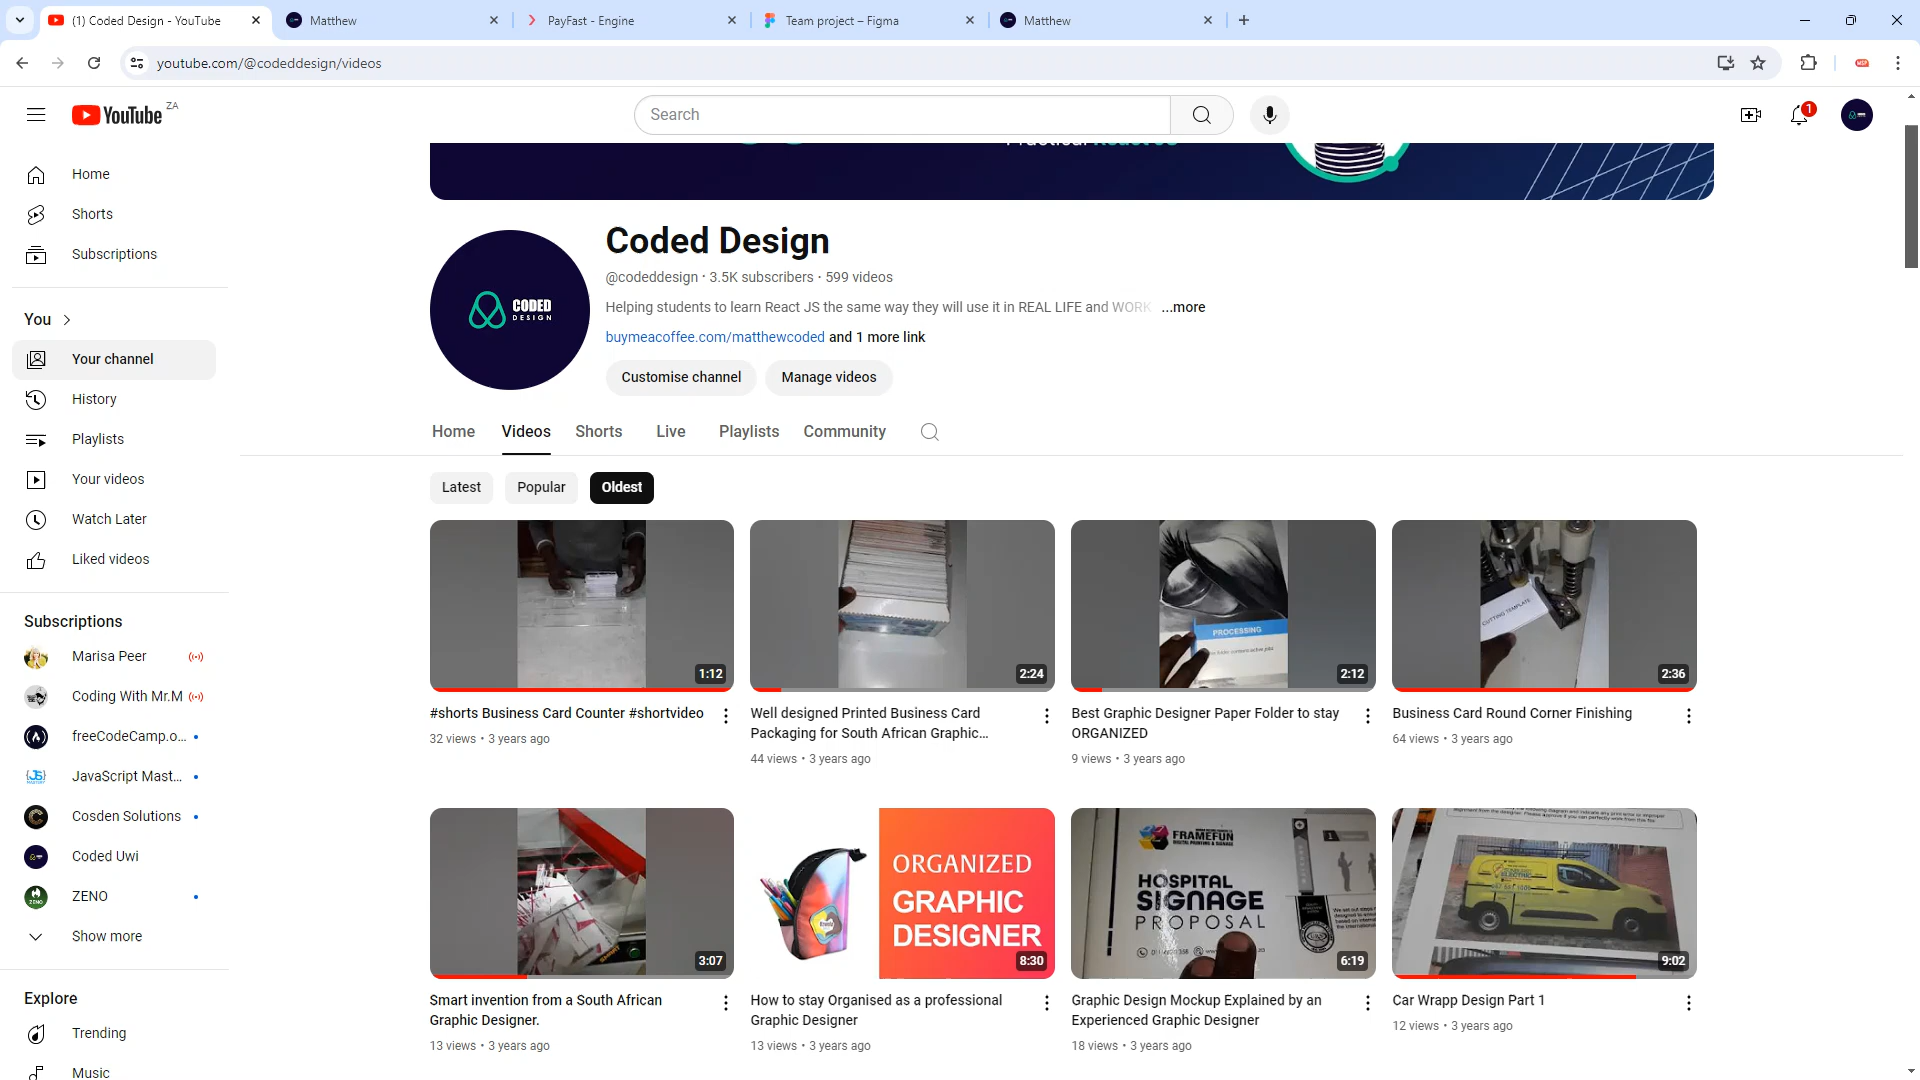 (1) Coded Design - YouTube
Matthew
PayFast - Engine
Team project – Figma
Matthew
youtube.com/@codeddesign/videos
YouTube ZA
Search
1
Home
Shorts
Subscriptions
You
Your channel
History
Playlists
Your videos
Watch Later
Liked videos
Subscriptions
Marisa Peer
Coding With Mr.M
freeCodeCamp.o...
JavaScript Mast...
Cosden Solutions
Coded Uwi
ZENO
Show more
Explore
Trending
Music
CODED
DESIGN
Coded Design
@codeddesign · 3.5K subscribers · 599 videos
Helping students to learn React JS the same way they will use it in REAL LIFE and WORK ...more
buymeacoffee.com/matthewcoded and 1 more link
Customise channel
Manage videos
Home
Videos
Shorts
Live
Playlists
Community
Latest
Popular
Oldest
1:12
#shorts Business Card Counter #shortvideo
32 views • 3 years ago
2:24
Well designed Printed Business Card
Packaging for South African Graphic...
44 views • 3 years ago
PROCESSING
2:12
Best Graphic Designer Paper Folder to stay
ORGANIZED
9 views • 3 years ago
CUTTING TEMPLATE
2:36
Business Card Round Corner Finishing
64 views • 3 years ago
3:07
Smart invention from a South African
Graphic Designer.
13 views • 3 years ago
ORGANIZED
GRAPHIC
DESIGNER
8:30
How to stay Organised as a professional
Graphic Designer
13 views • 3 years ago
FRAMEFUN
DIGITAL PRINTING & SIGNAGE
HOSPITAL
SIGNAGE
PROPOSAL
6:19
Graphic Design Mockup Explained by an
Experienced Graphic Designer
18 views • 3 years ago
9:02
Car Wrapp Design Part 1
12 views • 3 years ago